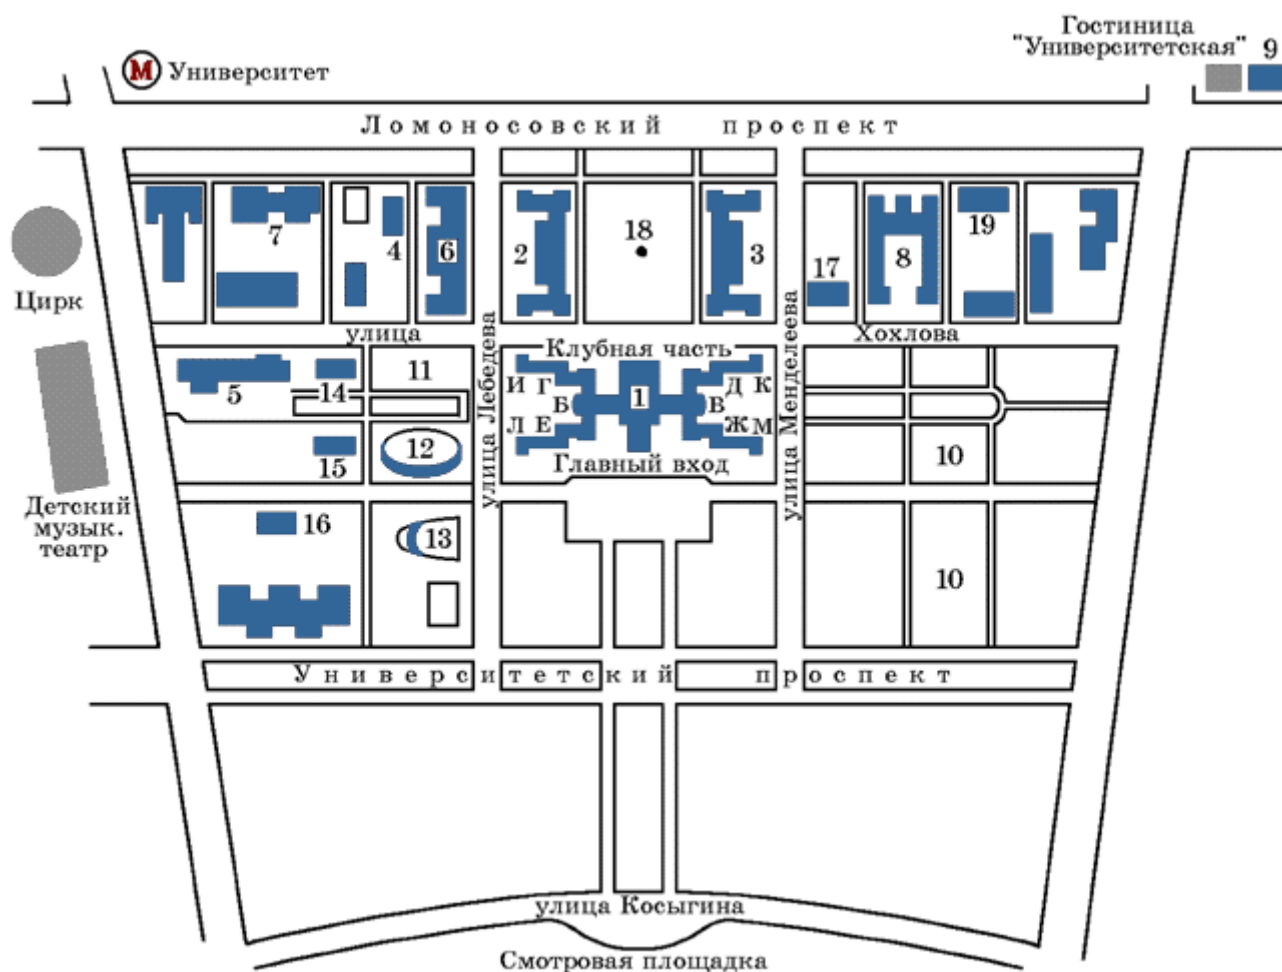 Гостиница
"Университетская" 9
М Университет
Ломоносовский проспект
7
4
6
2
18
3
17
8
19
Цирк
улица
Хохлова
улица Лебедева
улица Менделеева
Клубная часть
5
14
11
И Г
Б
1
Д К
В
Л Е
Ж М
15
12
Главный вход
10
Детский
музык.
театр
16
13
10
Университетский проспект
улица Косыгина
Смотровая площадка